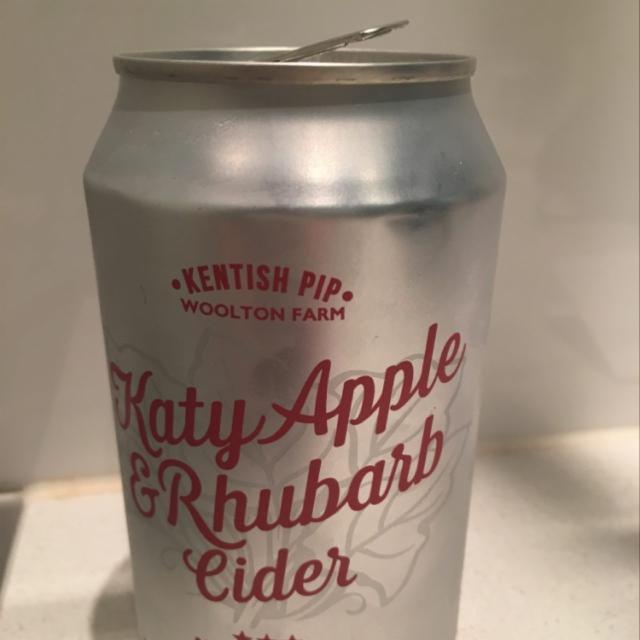 •KENTISH PIP•
WOOLTON FARM
Katy Apple
&Rhubarb
Cider